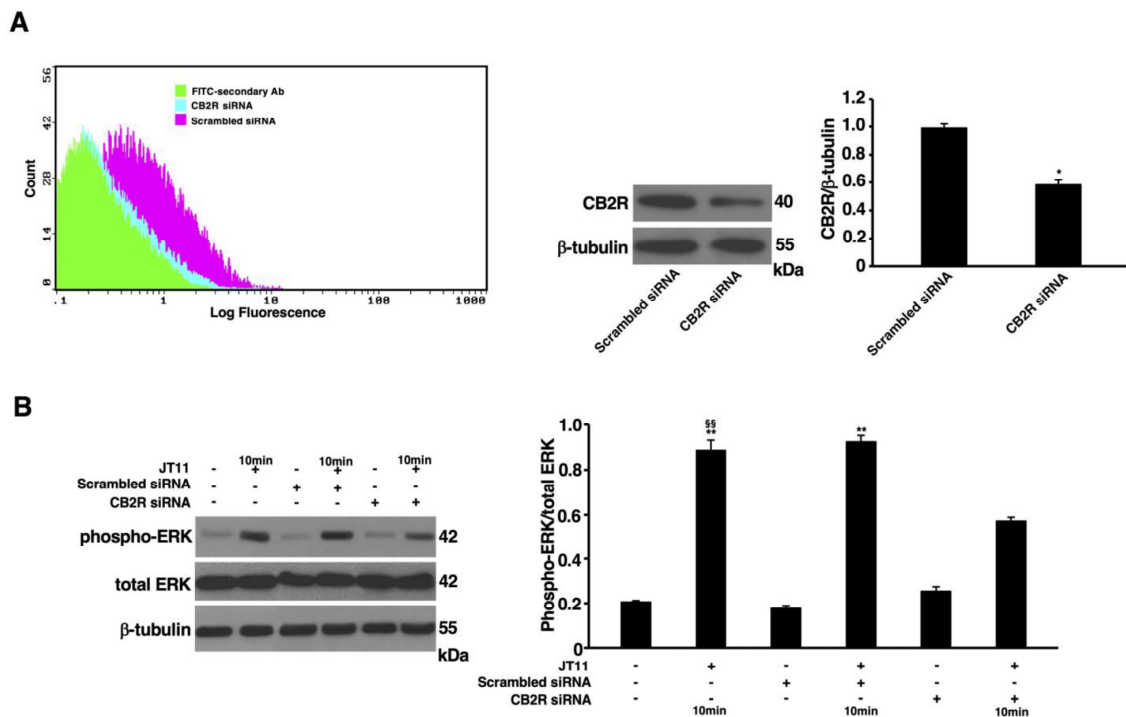 A
56
42
28
14
0
Count
FITC-secondary Ab
CB2R siRNA
Scrambled siRNA
.1 1 10 100 1000
Log Fluorescence
CB2R 40
β-tubulin 55
kDa
Scrambled siRNA CB2R siRNA
1.2
1.0
0.8
0.6
0.4
0.2
0
CB2R/β-tubulin
*
Scrambled siRNA CB2R siRNA
B
10min 10min 10min
JT11 - + - + - +
Scrambled siRNA - - + + - -
CB2R siRNA - - - - + +
phospho-ERK 42
total ERK 42
β-tubulin 55
kDa
1.0
0.8
0.6
0.4
0.2
0
Phospho-ERK/total ERK
§§
** **
JT11 - + - + - +
Scrambled siRNA - - + + - -
CB2R siRNA - - - - + +
10min 10min 10min